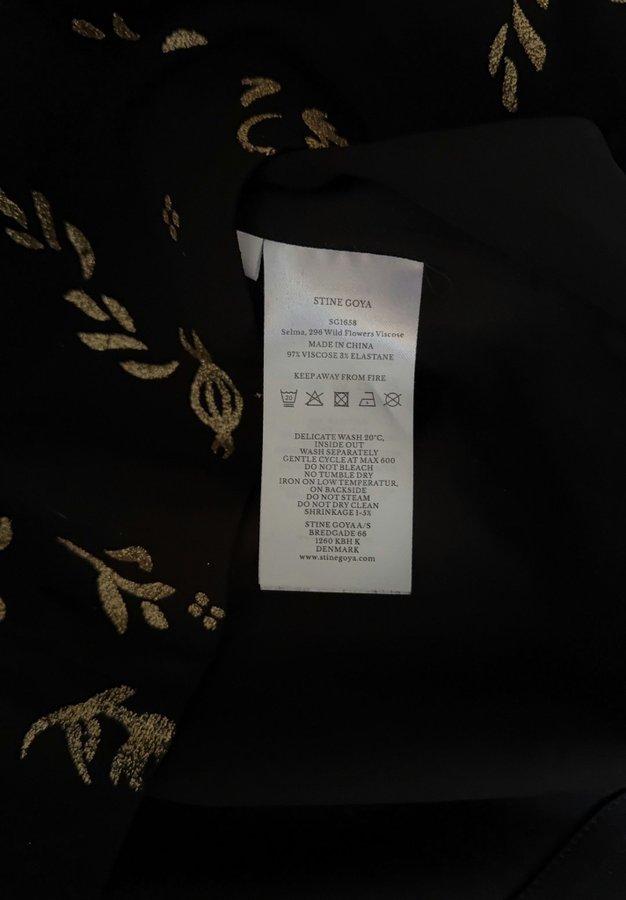 STINE GOYA
SG1658
Selma, 296 Wild Flowers Viscose
MADE IN CHINA
97% VISCOSE 3% ELASTANE
KEEP AWAY FROM FIRE
20
DELICATE WASH 20°C,
INSIDE OUT
WASH SEPARATELY
GENTLE CYCLE AT MAX 600
DO NOT BLEACH
NO TUMBLE DRY
IRON ON LOW TEMPERATUR,
ON BACKSIDE
DO NOT STEAM
DO NOT DRY CLEAN
SHRINKAGE 1-5%
STINE GOYA A/S
BREDGADE 66
1260 KBH K
DENMARK
www.stinegoya.com